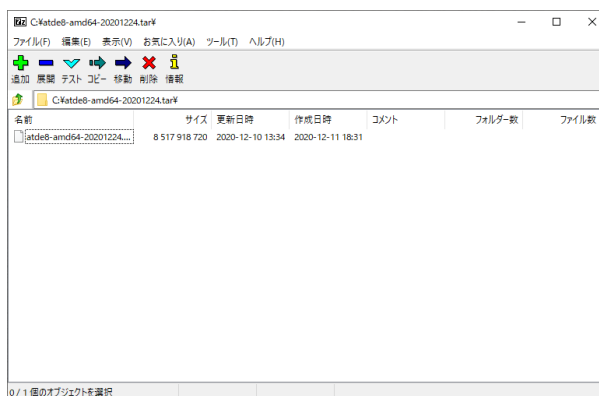 C:¥atde8-amd64-20201224.tar¥
ファイル(F) 編集(E) 表示(V) お気に入り(A) ツール(T) ヘルプ(H)
追加 展開 テスト コピー 移動 削除 情報
C:¥atde8-amd64-20201224.tar¥
名前 サイズ 更新日時 作成日時 コメント フォルダー数 ファイル数
atde8-amd64-20201224.... 8 517 918 720 2020-12-10 13:34 2020-12-11 18:31
0 / 1 個のオブジェクトを選択